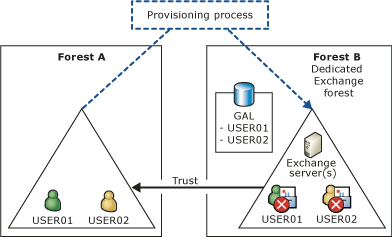 Provisioning process
Forest A
Forest B
Dedicated
Exchange
forest
GAL
- USER01
- USER02
Exchange
server(s)
Trust
USER01
USER02
USER01
USER02